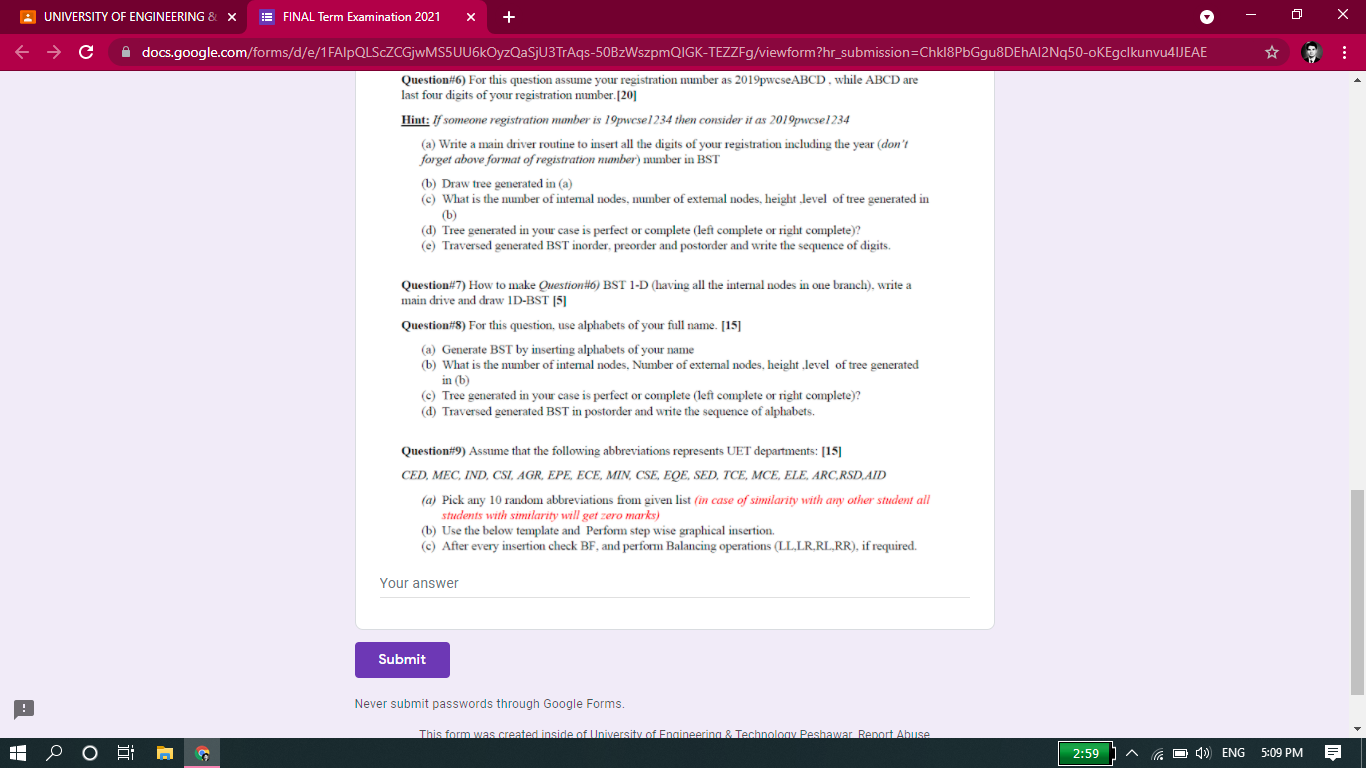 UNIVERSITY OF ENGINEERING &
FINAL Term Examination 2021
docs.google.com/forms/d/e/1FAIpQLScZCGjwMS5UU6kOyzQaSjU3TrAqs-50BzWszpmQIGK-TEZZFg/viewform?hr_submission=ChkI8PbGgu8DEhAI2Nq50-oKEgcIkunvu4IJEAE
Question#6) For this question assume your registration number as 2019pwcseABCD , while ABCD are
last four digits of your registration number.[20]
Hint: If someone registration number is 19pwcse1234 then consider it as 2019pwcse1234
(a) Write a main driver routine to insert all the digits of your registration including the year (don't
forget above format of registration number) number in BST
(b) Draw tree generated in (a)
(c) What is the number of internal nodes, number of external nodes, height ,level of tree generated in
(b)
(d) Tree generated in your case is perfect or complete (left complete or right complete)?
(e) Traversed generated BST inorder, preorder and postorder and write the sequence of digits.
Question#7) How to make Question#6) BST 1-D (having all the internal nodes in one branch), write a
main drive and draw 1D-BST [5]
Question#8) For this question, use alphabets of your full name. [15]
(a) Generate BST by inserting alphabets of your name
(b) What is the number of internal nodes, Number of external nodes, height ,level of tree generated
in (b)
(c) Tree generated in your case is perfect or complete (left complete or right complete)?
(d) Traversed generated BST in postorder and write the sequence of alphabets.
Question#9) Assume that the following abbreviations represents UET departments: [15]
CED, MEC, IND, CSI, AGR, EPE, ECE, MIN, CSE, EQE, SED, TCE, MCE, ELE, ARC,RSD,AID
(a) Pick any 10 random abbreviations from given list (in case of similarity with any other student all
students with similarity will get zero marks)
(b) Use the below template and Perform step wise graphical insertion.
(c) After every insertion check BF, and perform Balancing operations (LL,LR,RL,RR), if required.
Your answer
Submit
Never submit passwords through Google Forms.
This form was created inside of University of Engineering & Technology Peshawar. Report Abuse
2:59
ENG
5:09 PM